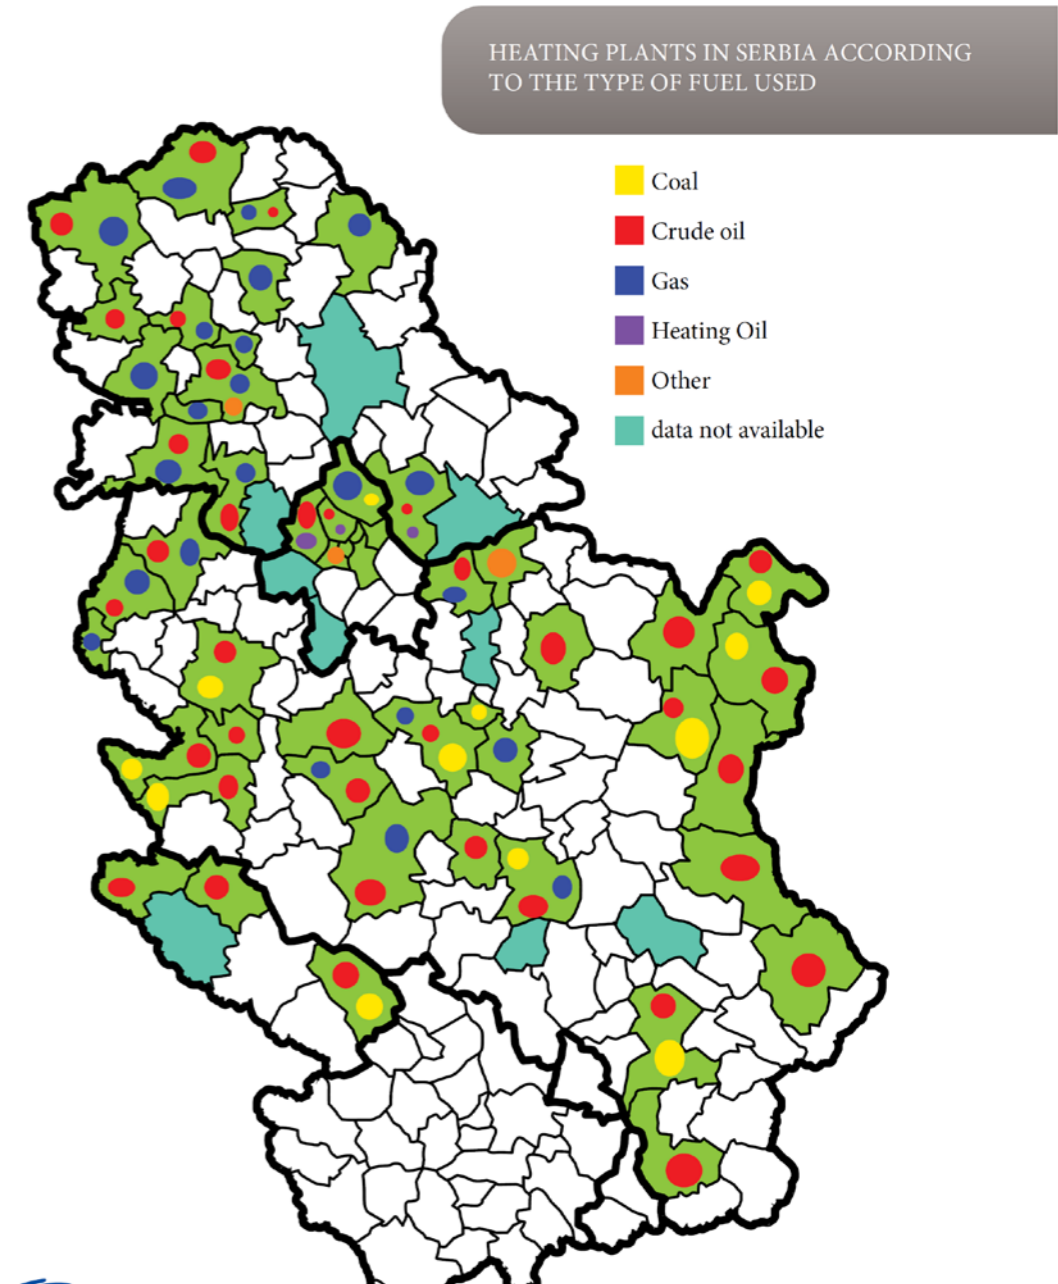 HEATING PLANTS IN SERBIA ACCORDING
TO THE TYPE OF FUEL USED
Coal
Crude oil
Gas
Heating Oil
Other
data not available